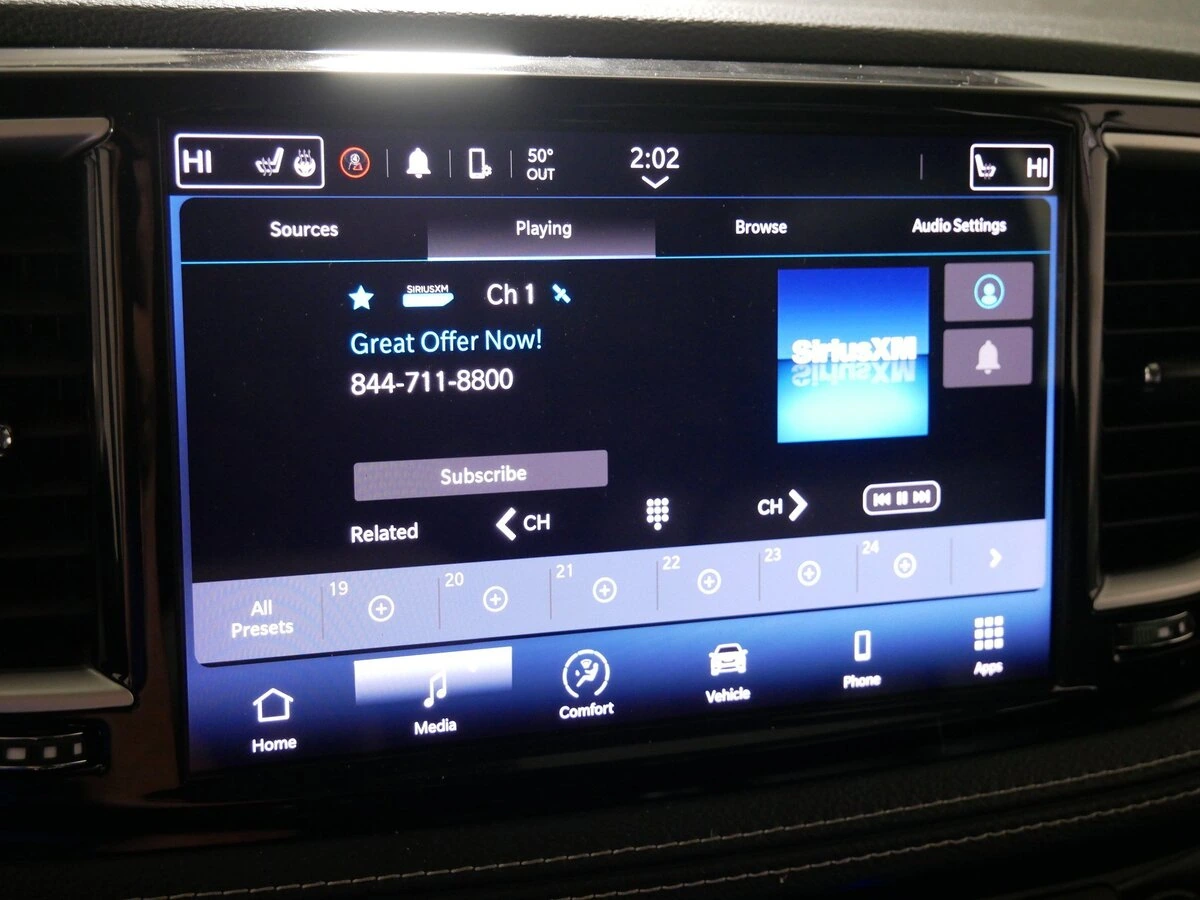 HI
50°
OUT
2:02
HI
Sources
Playing
Browse
Audio Settings
SIRIUSXM
Ch 1
Great Offer Now!
844-711-8800
SiriusXM
Subscribe
Related
CH
CH
All
Presets
19
20
21
22
23
24
Home
Media
Comfort
Vehicle
Phone
Apps